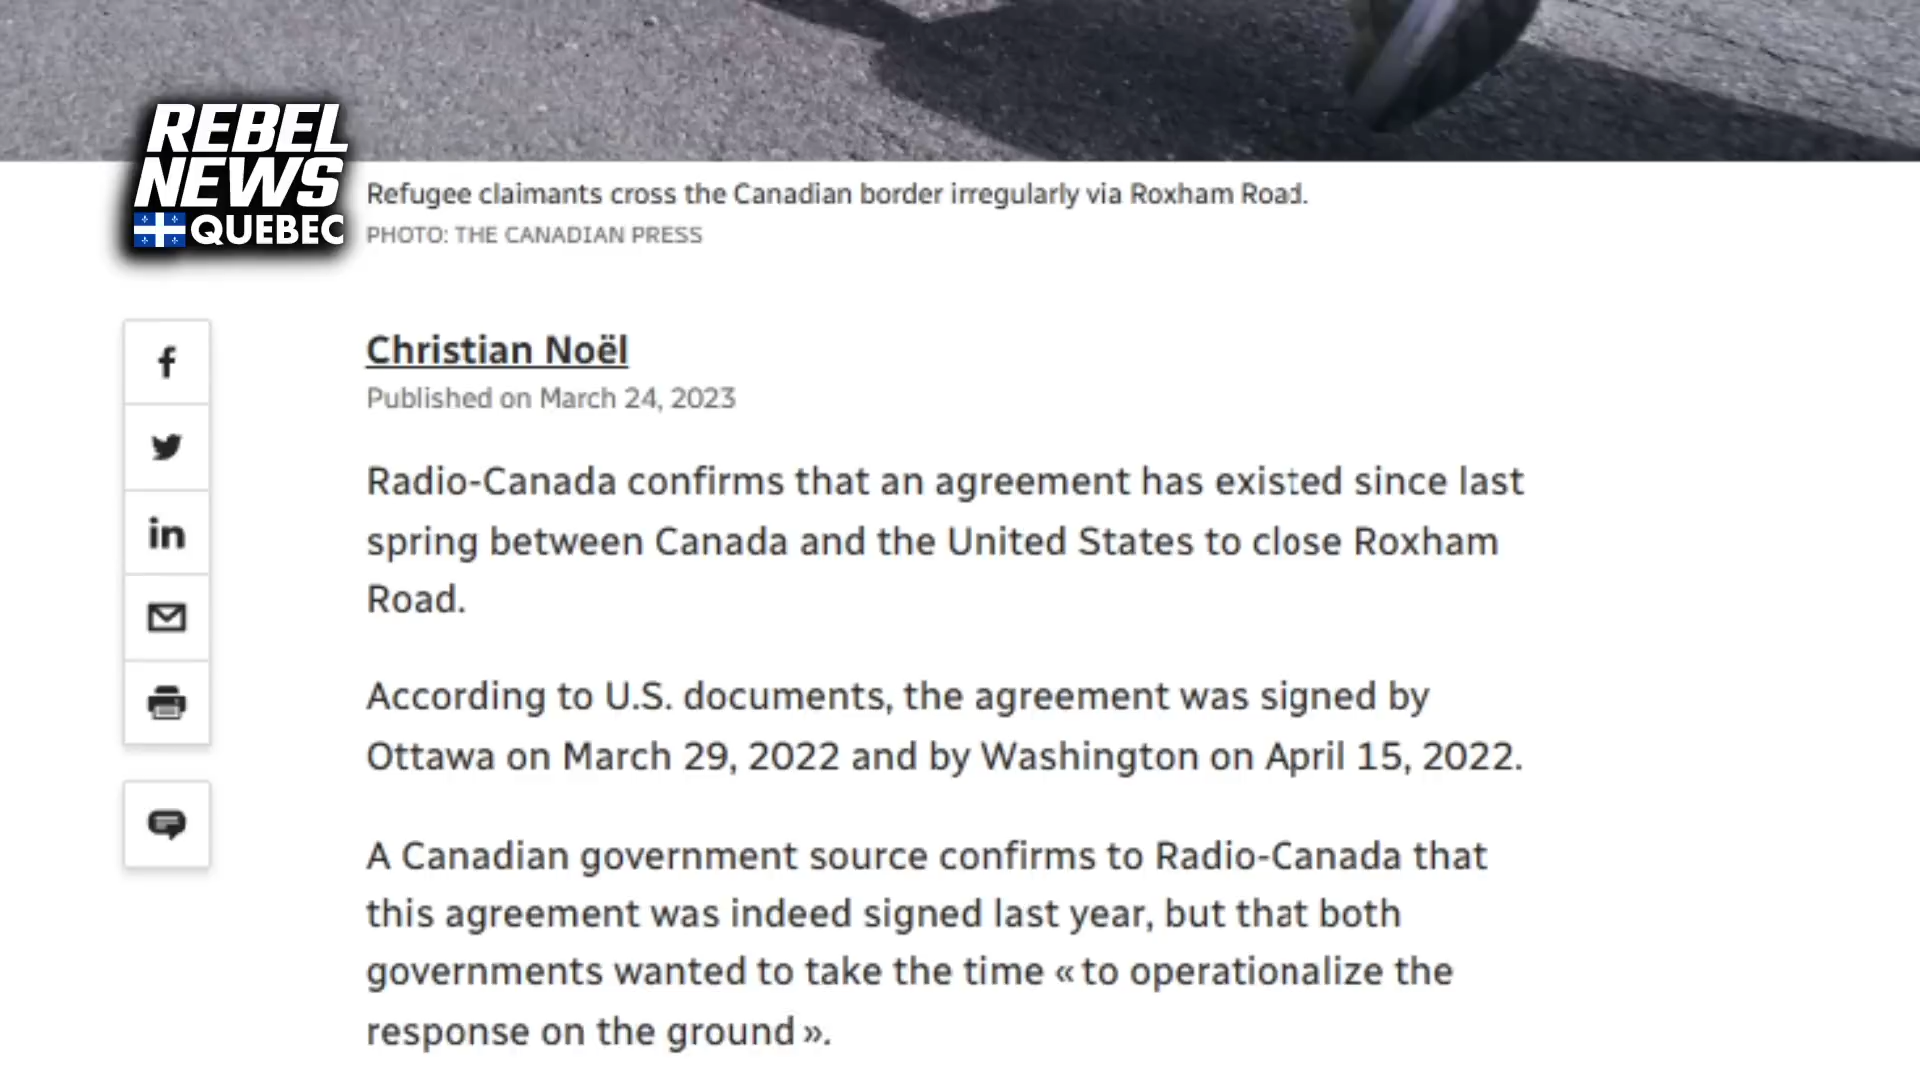 REBEL
NEWS
QUEBEC
Refugee claimants cross the Canadian border irregularly via Roxham Road.
PHOTO: THE CANADIAN PRESS
Christian Noël
Published on March 24, 2023
Radio-Canada confirms that an agreement has existed since last
spring between Canada and the United States to close Roxham
Road.
According to U.S. documents, the agreement was signed by
Ottawa on March 29, 2022 and by Washington on April 15, 2022.
A Canadian government source confirms to Radio-Canada that
this agreement was indeed signed last year, but that both
governments wanted to take the time « to operationalize the
response on the ground ».